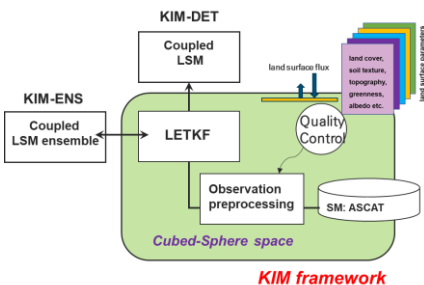 KIM-DET
Coupled
LSM
land surface flux
land cover,
soil texture,
topography,
greenness,
albedo etc.
land surface parameters
KIM-ENS
Coupled
LSM ensemble
LETKF
Quality
Control
Observation
preprocessing
SM: ASCAT
Cubed-Sphere space
KIM framework